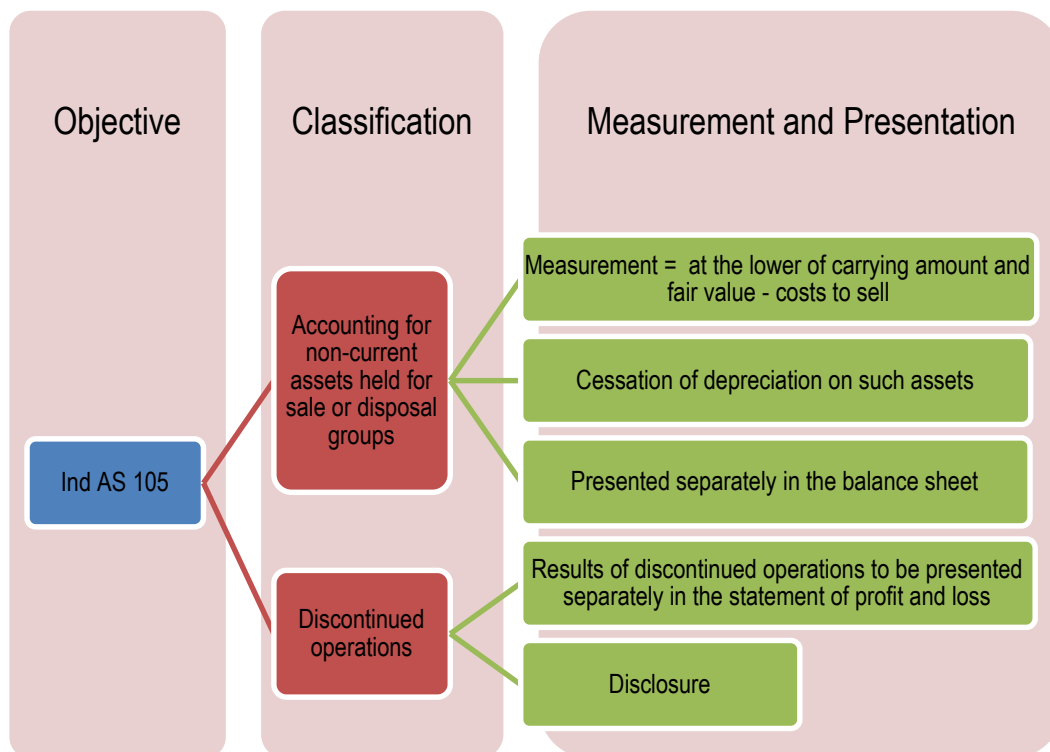 Objective
Classification
Measurement and Presentation
Ind AS 105
Accounting for
non-current
assets held for
sale or disposal
groups
Measurement = at the lower of carrying amount and
fair value - costs to sell
Cessation of depreciation on such assets
Presented separately in the balance sheet
Discontinued
operations
Results of discontinued operations to be presented
separately in the statement of profit and loss
Disclosure